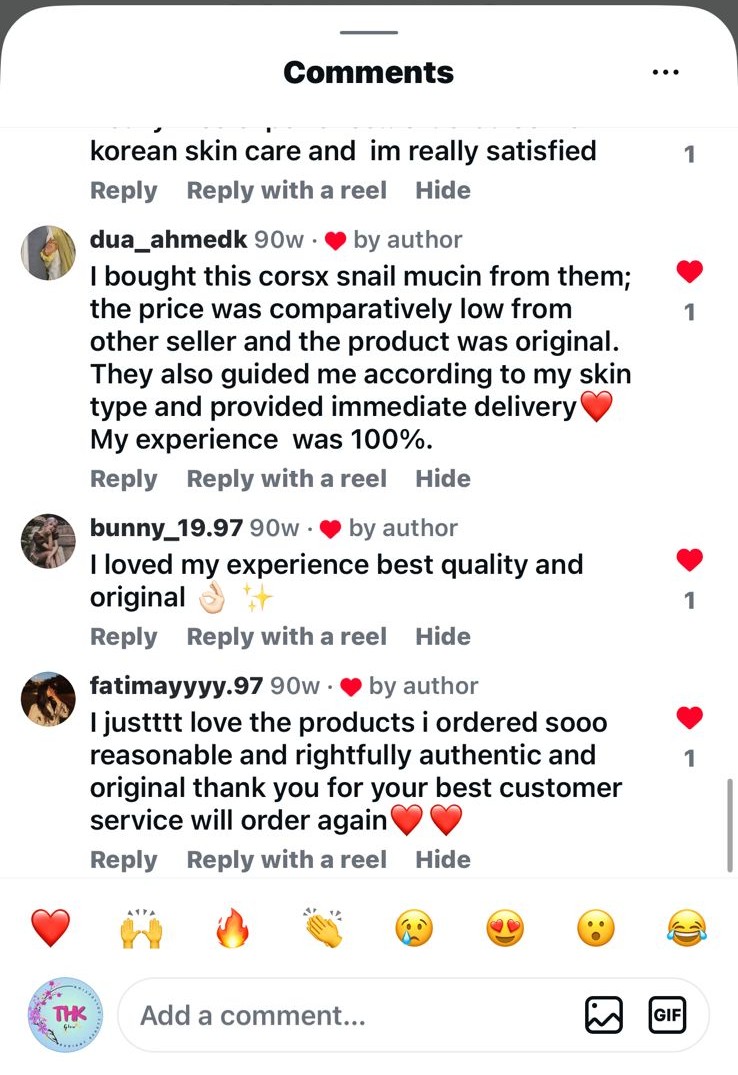 Comments
korean skin care and  im really satisfied
1
Reply Reply with a reel Hide
dua_ahmedk 90w · ❤️ by author
I bought this corsx snail mucin from them;
the price was comparatively low from
other seller and the product was original.
They also guided me according to my skin
type and provided immediate delivery❤️
My experience  was 100%.
1
Reply Reply with a reel Hide
bunny_19.97 90w · ❤️ by author
I loved my experience best quality and
original 👌🏻 ✨
1
Reply Reply with a reel Hide
fatimayyyy.97 90w · ❤️ by author
I justttt love the products i ordered sooo
reasonable and rightfully authentic and
original thank you for your best customer
service will order again❤️❤️
1
Reply Reply with a reel Hide
❤️ 🙌 🔥 👏 😢 😍 😮 😂
THK
Add a comment...
GIF